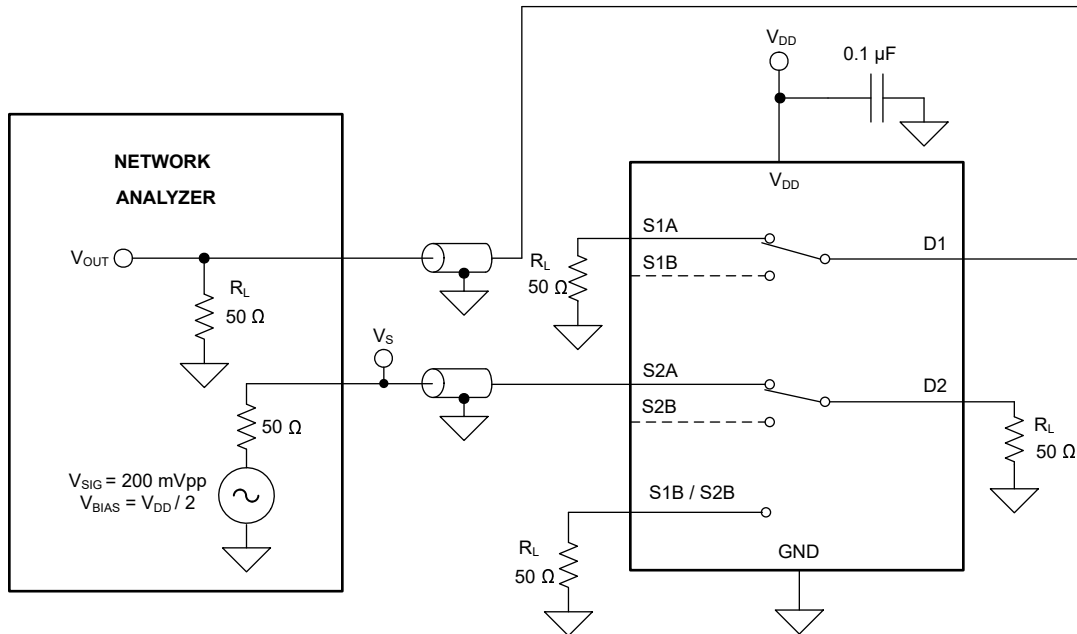 V_DD
0.1 µF
NETWORK
ANALYZER
V_DD
V_OUT
R_L
50 Ω
S1A
D1
R_L
50 Ω
S1B
V_S
S2A
D2
50 Ω
S2B
R_L
50 Ω
V_SIG = 200 mVpp
V_BIAS = V_DD / 2
S1B / S2B
R_L
50 Ω
GND